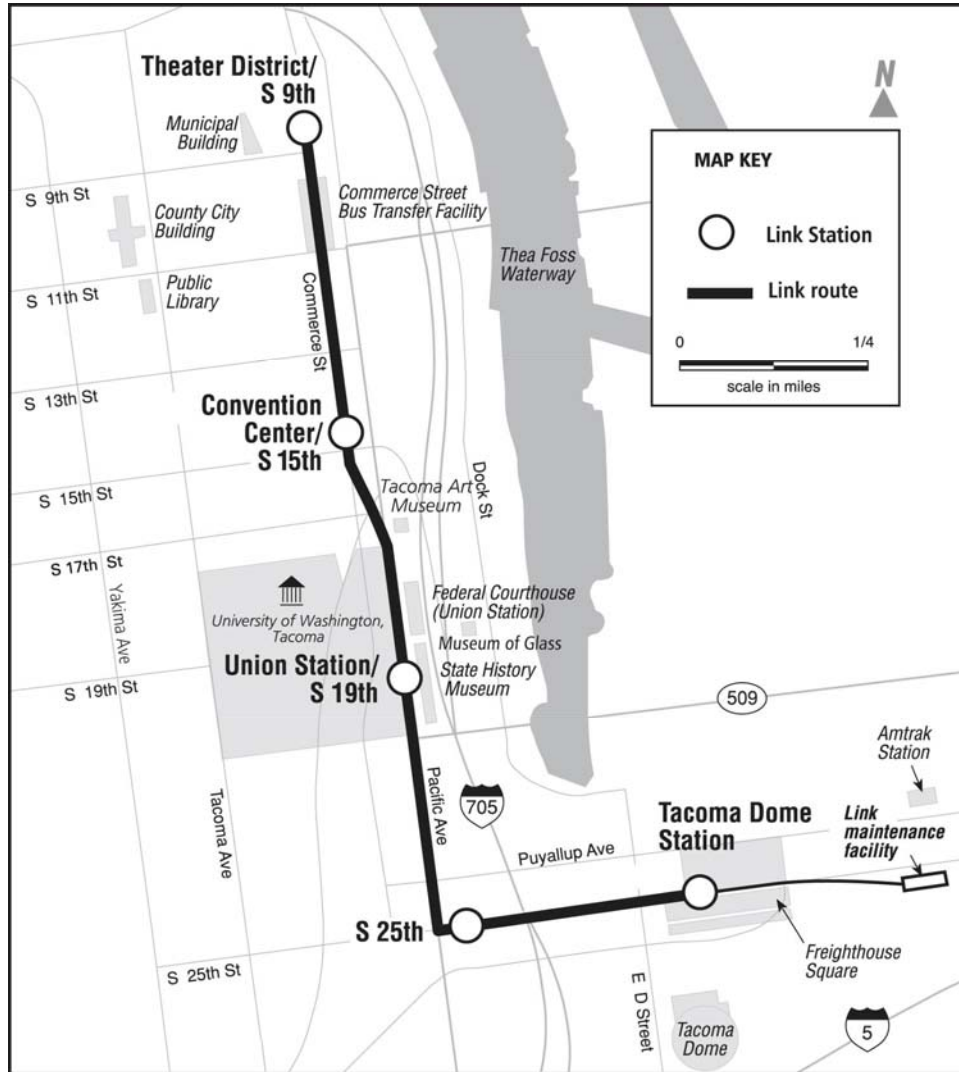 Theater District/
S 9th
N
Municipal
Building
MAP KEY
Link Station
Link route
0 1/4
scale in miles
S 9th St
County City
Building
Commerce Street
Bus Transfer Facility
Thea Foss
Waterway
Public
Library
S 11th St
Commerce St
S 13th St
Convention
Center/
S 15th
S 15th St
Tacoma Art
Museum
Dock St
S 17th St
Yakima Ave
University of Washington,
Tacoma
Federal Courthouse
(Union Station)
Museum of Glass
Union Station/
S 19th
State History
Museum
S 19th St
509
Amtrak
Station
Tacoma Ave
Pacific Ave
705
Tacoma Dome
Station
Link
maintenance
facility
Puyallup Ave
S 25th
S 25th St
Freighthouse
Square
E D Street
Tacoma
Dome
5